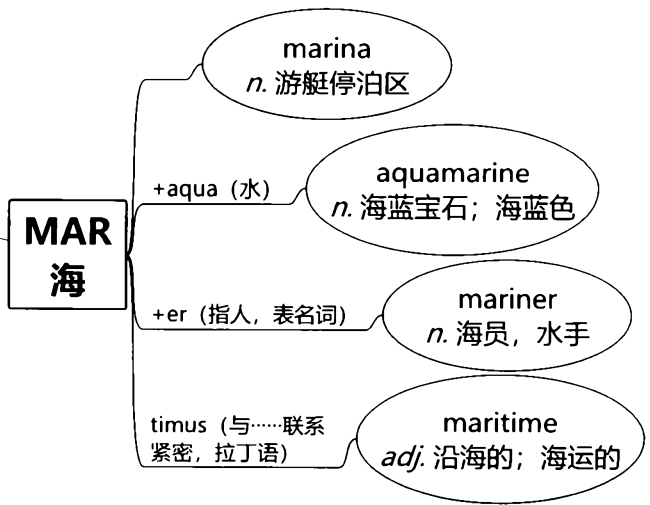 MAR
海
marina
n. 游艇停泊区
+aqua（水）
aquamarine
n. 海蓝宝石；海蓝色
+er（指人，表名词）
mariner
n. 海员，水手
timus（与……联系
紧密，拉丁语）
maritime
adj. 沿海的；海运的